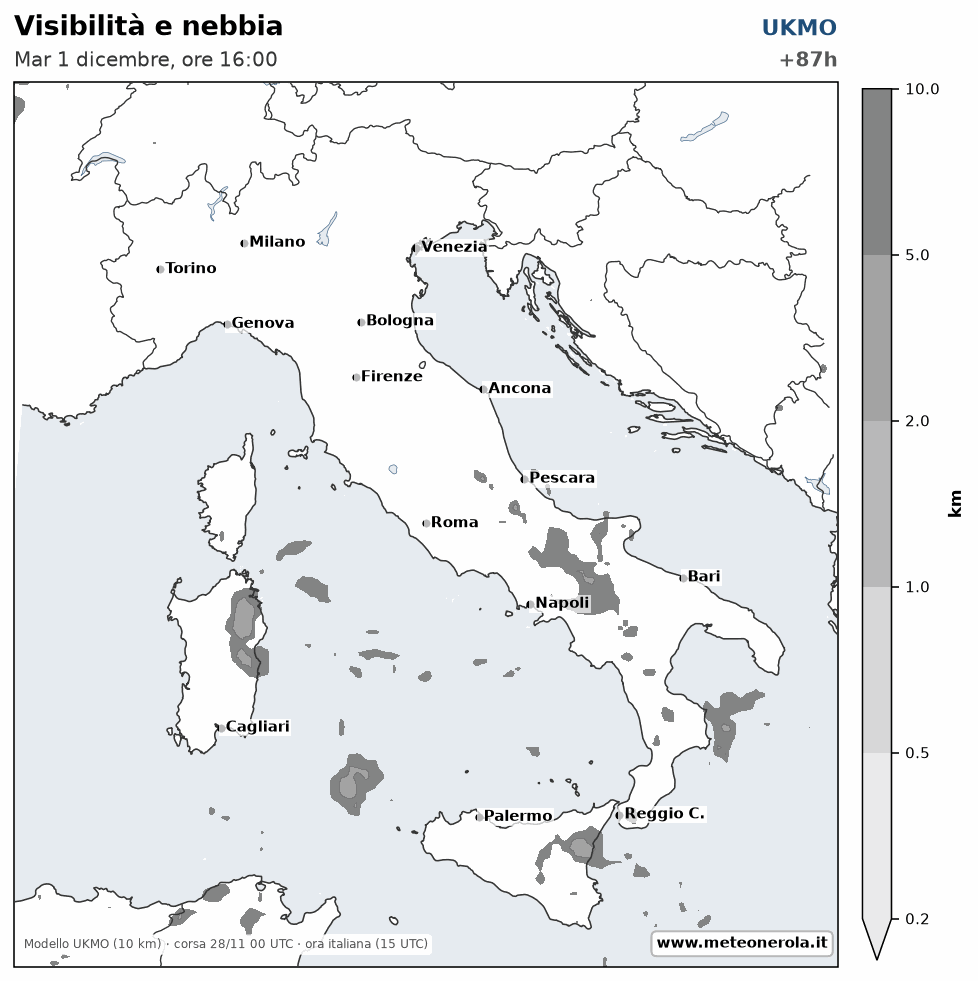 Visibilità e nebbia
UKMO
Mar 1 dicembre, ore 16:00
+87h
10.0
5.0
2.0
1.0
0.5
0.2
km
Milano
Venezia
Torino
Genova
Bologna
Firenze
Ancona
Pescara
Roma
Bari
Napoli
Cagliari
Palermo
Reggio C.
Modello UKMO (10 km) · corsa 28/11 00 UTC · ora italiana (15 UTC)
www.meteonerola.it